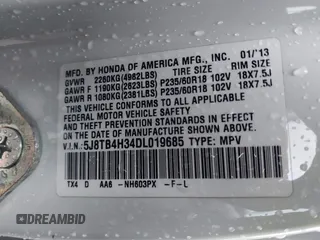 MFD. BY HONDA OF AMERICA MFG., INC. 01/'13
GVWR 2260KG(4982LBS) TIRE SIZE RIM SIZE
GAWR F 1190KG(2623LBS) P235/60R18 102V 18X7.5J
GAWR R 1080KG(2381LBS) P235/60R18 102V 18X7.5J
THIS VEHICLE CONFORMS TO ALL APPLICABLE
FEDERAL MOTOR VEHICLE SAFETY AND
THEFT PREVENTION STANDARDS IN EFFECT ON
THE DATE OF MANUFACTURE SHOWN ABOVE.
V.I.N.: 5J8TB4H34DL019685 TYPE: MPV
TX4 D AA6 -NH603PX -F-L
DREAMBID
DREAMBID.COM